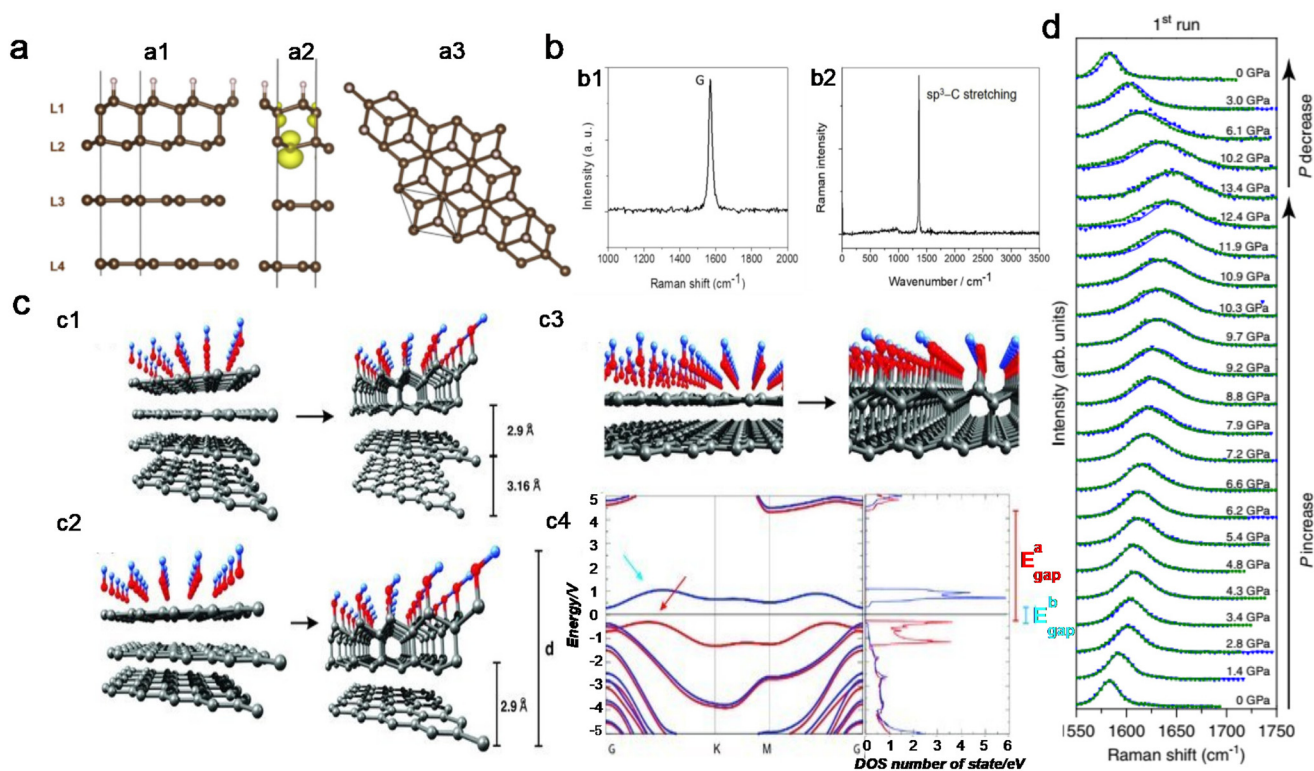 a
a1
a2
a3
L1
L2
L3
L4
b
b1
G
Intensity (a. u.)
1000 1200 1400 1600 1800 2000
Raman shift (cm-1)
b2
sp3–C stretching
Raman intensity
0 500 1000 1500 2000 2500 3000 3500
Wavenumber / cm-1
c
c1
2.9 Å
3.16 Å
c2
d
2.9 Å
c3
c4
5
4
3
2
1
0
-1
-2
-3
-4
-5
Energy/V
G K M G
0 1 2 3 4 5 6
DOS number of state/eV
E a gap
E b gap
d
1st run
0 GPa
3.0 GPa
6.1 GPa
10.2 GPa
13.4 GPa
12.4 GPa
11.9 GPa
10.9 GPa
10.3 GPa
9.7 GPa
9.2 GPa
8.8 GPa
7.9 GPa
7.2 GPa
6.6 GPa
6.2 GPa
5.4 GPa
4.8 GPa
4.3 GPa
3.4 GPa
2.8 GPa
1.4 GPa
0 GPa
P decrease
P increase
Intensity (arb. units)
1550 1600 1650 1700 1750
Raman shift (cm-1)